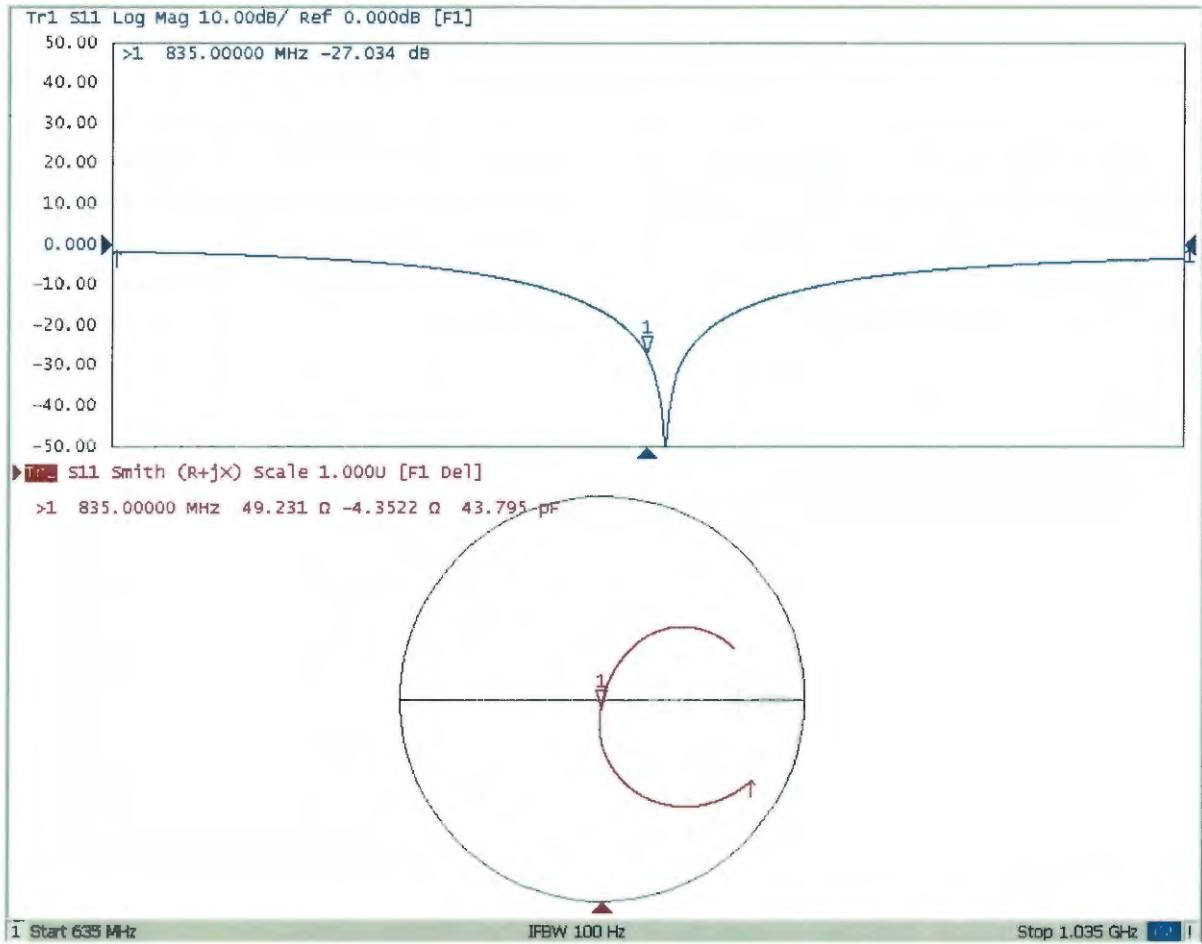 Tr1 S11 Log Mag 10.00dB/ Ref 0.000dB [F1]
50.00
>1 835.00000 MHz -27.034 dB
40.00
30.00
20.00
10.00
0.000
-10.00
-20.00
1
-30.00
-40.00
-50.00
S11 Smith (R+jX) Scale 1.000U [F1 Del]
>1 835.00000 MHz 49.231 Ω -4.3522 Ω 43.795 pF
1
1 Start 635 MHz IFBW 100 Hz Stop 1.035 GHz